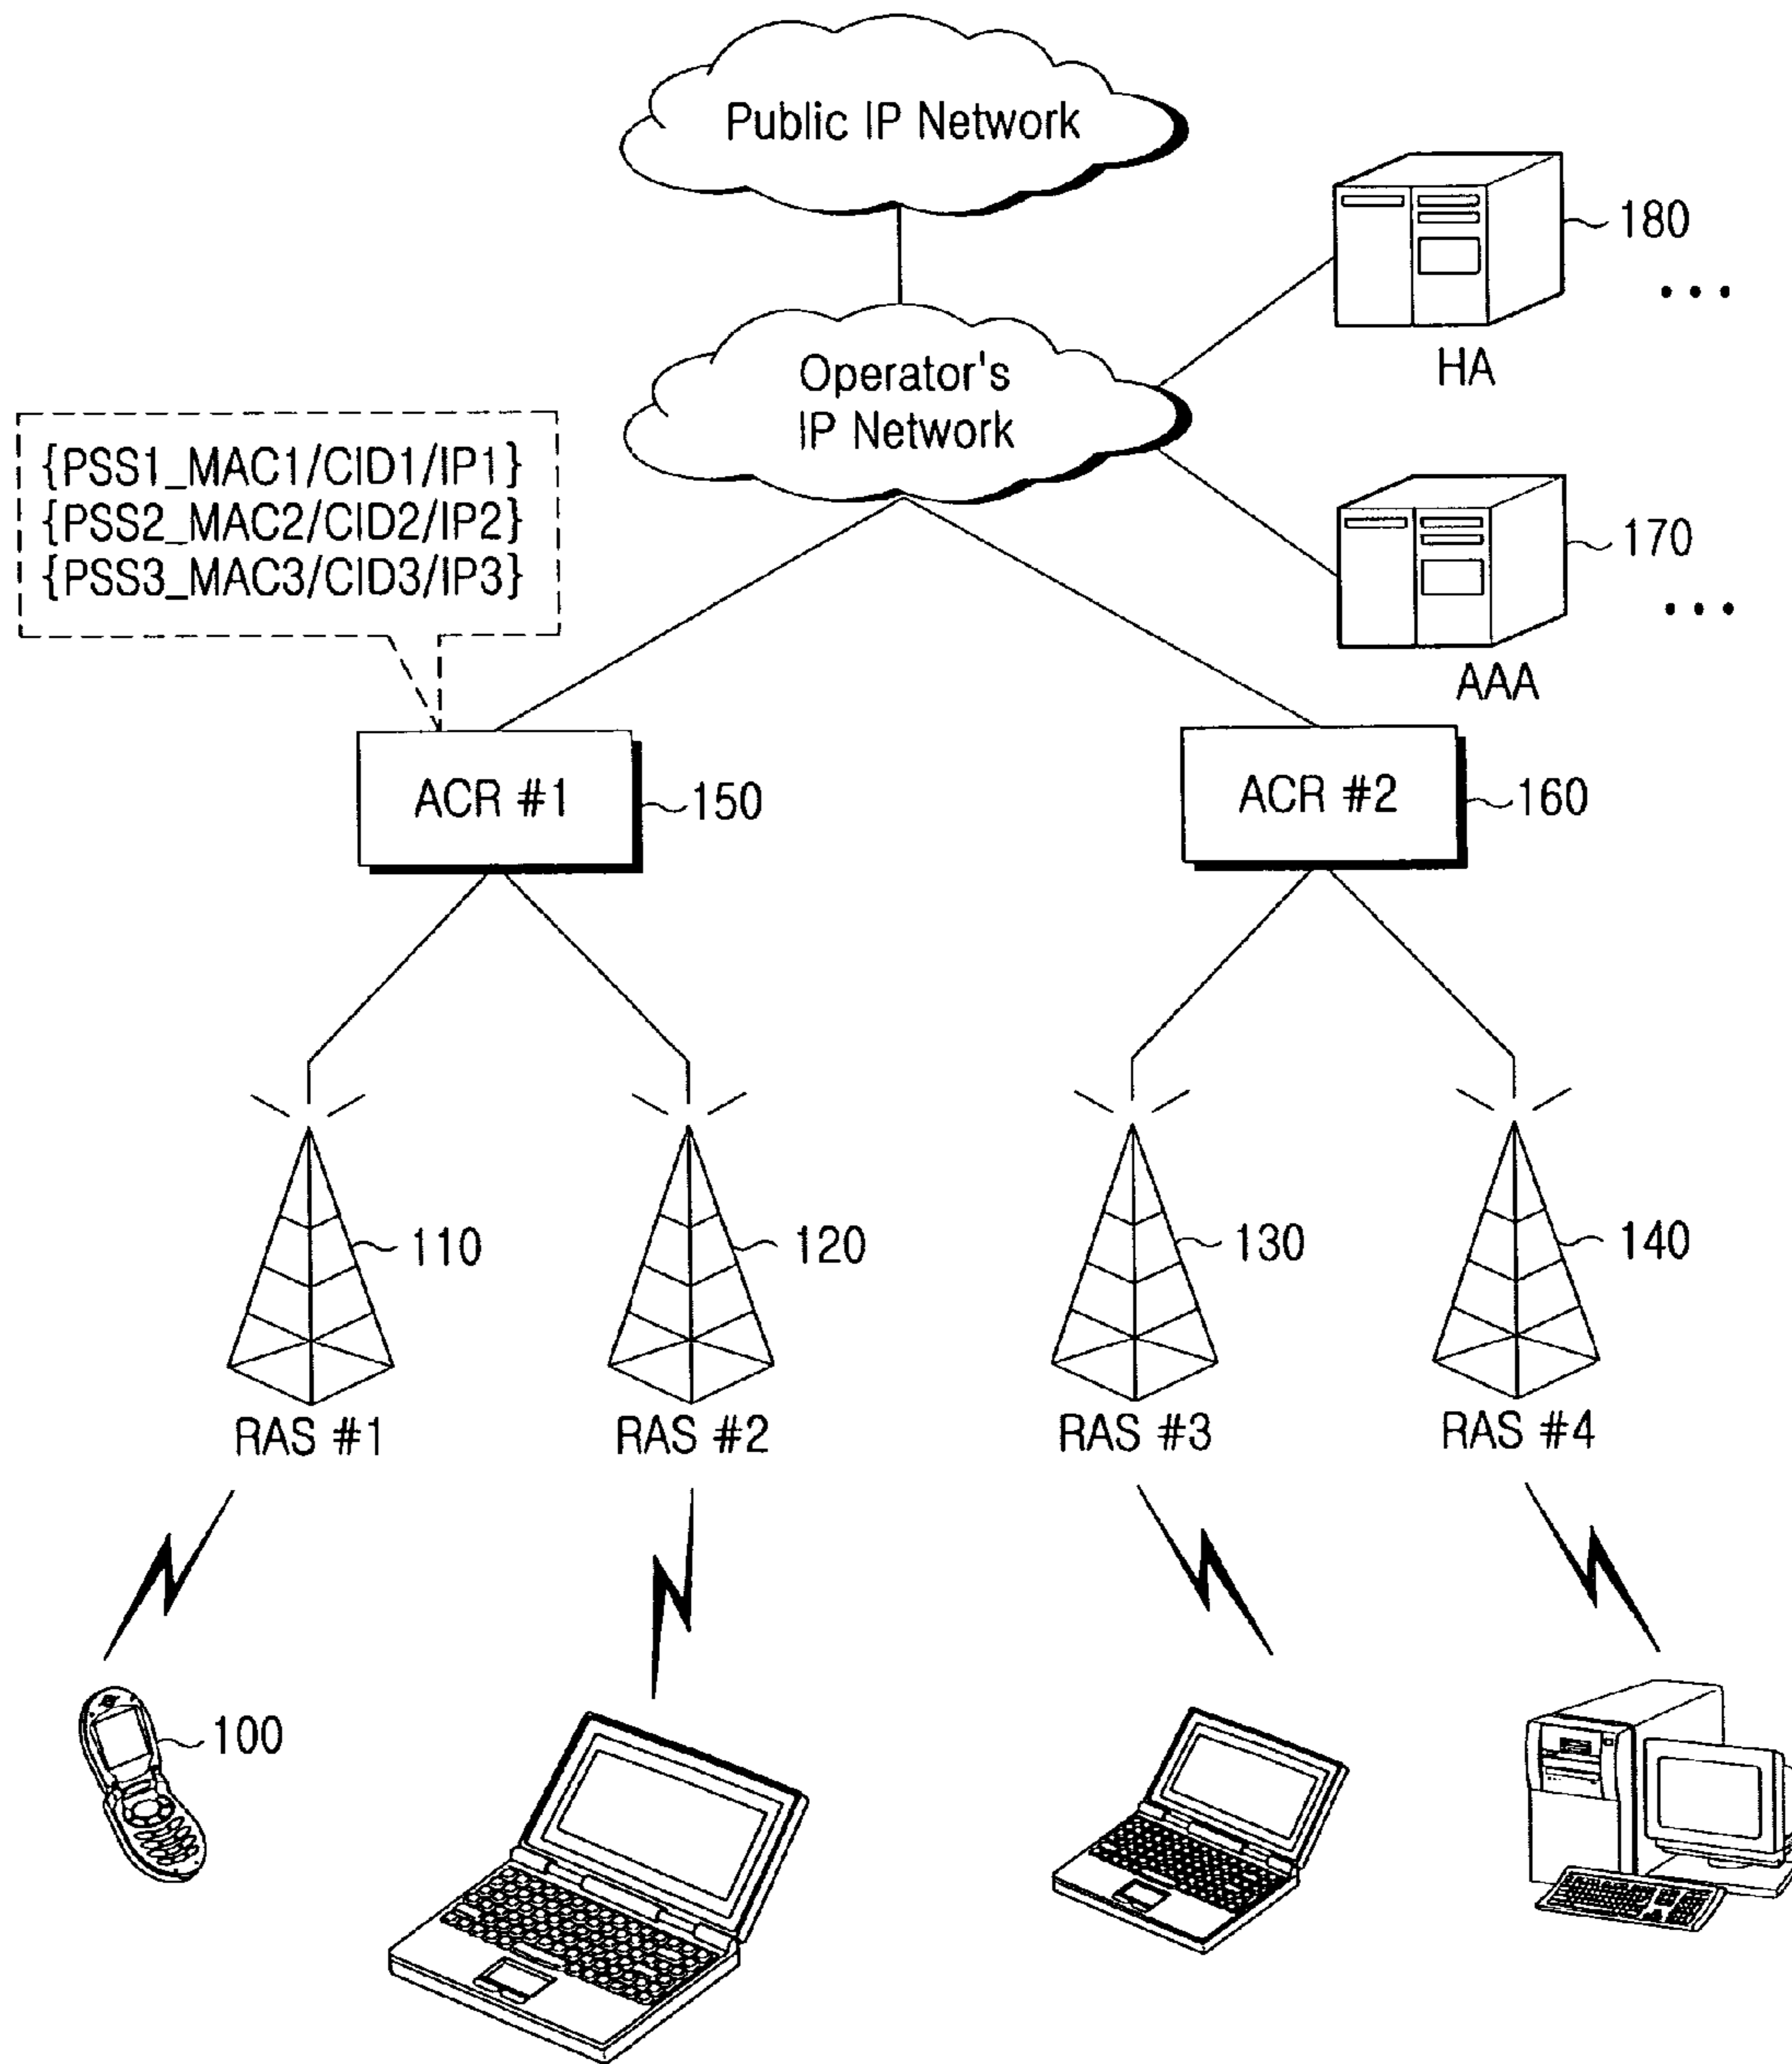 Public IP Network
180
...
HA
Operator's
IP Network
{PSS1_MAC1/CID1/IP1}
{PSS2_MAC2/CID2/IP2}
{PSS3_MAC3/CID3/IP3}
170
...
AAA
ACR #1
150
ACR #2
160
110
120
130
140
RAS #1
RAS #2
RAS #3
RAS #4
100